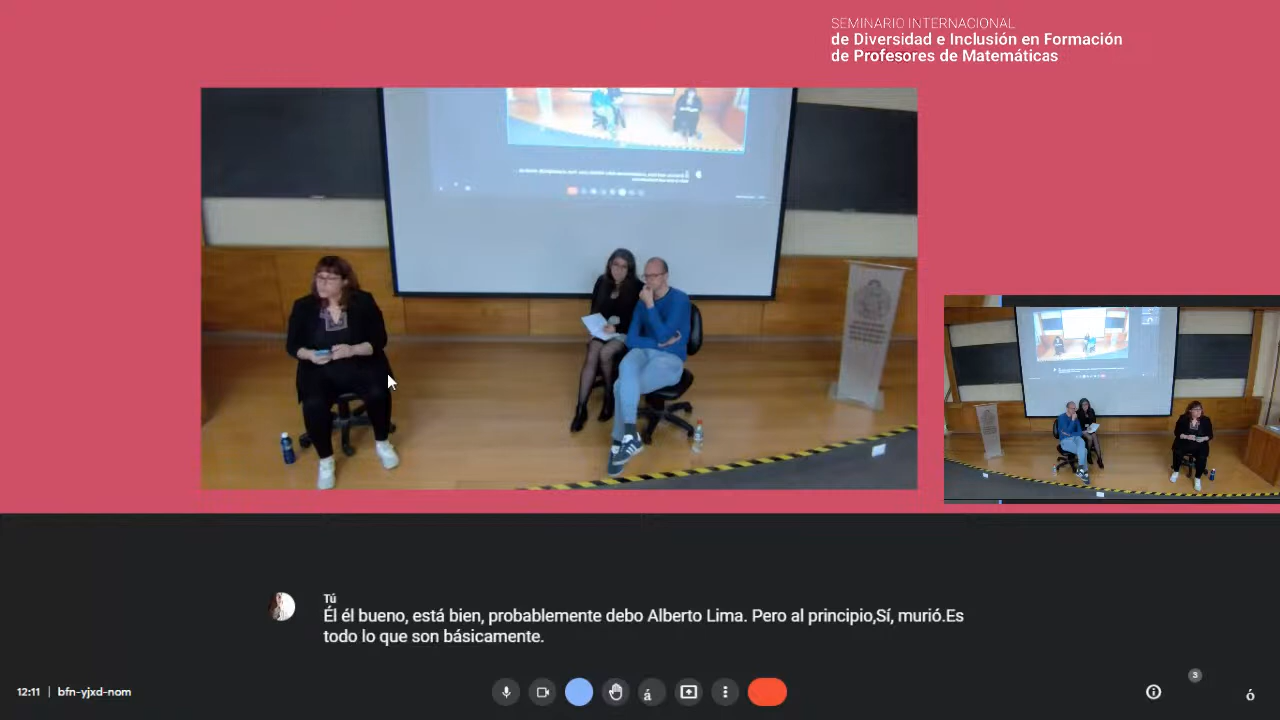 SEMINARIO INTERNACIONAL
de Diversidad e Inclusión en Formación
de Profesores de Matemáticas
Tú
Él él bueno, está bien, probablemente debo Alberto Lima. Pero al principio,Sí, murió.Es
todo lo que son básicamente.
12:11 | bfn-yjxd-nom
á
3
ó